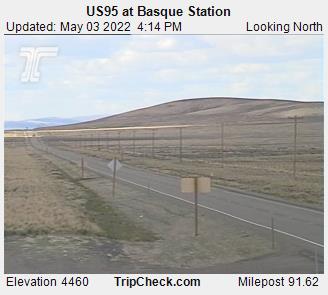 US95 at Basque Station
Updated: May 03 2022 4:14 PM Looking North
Elevation 4460 TripCheck.com Milepost 91.62